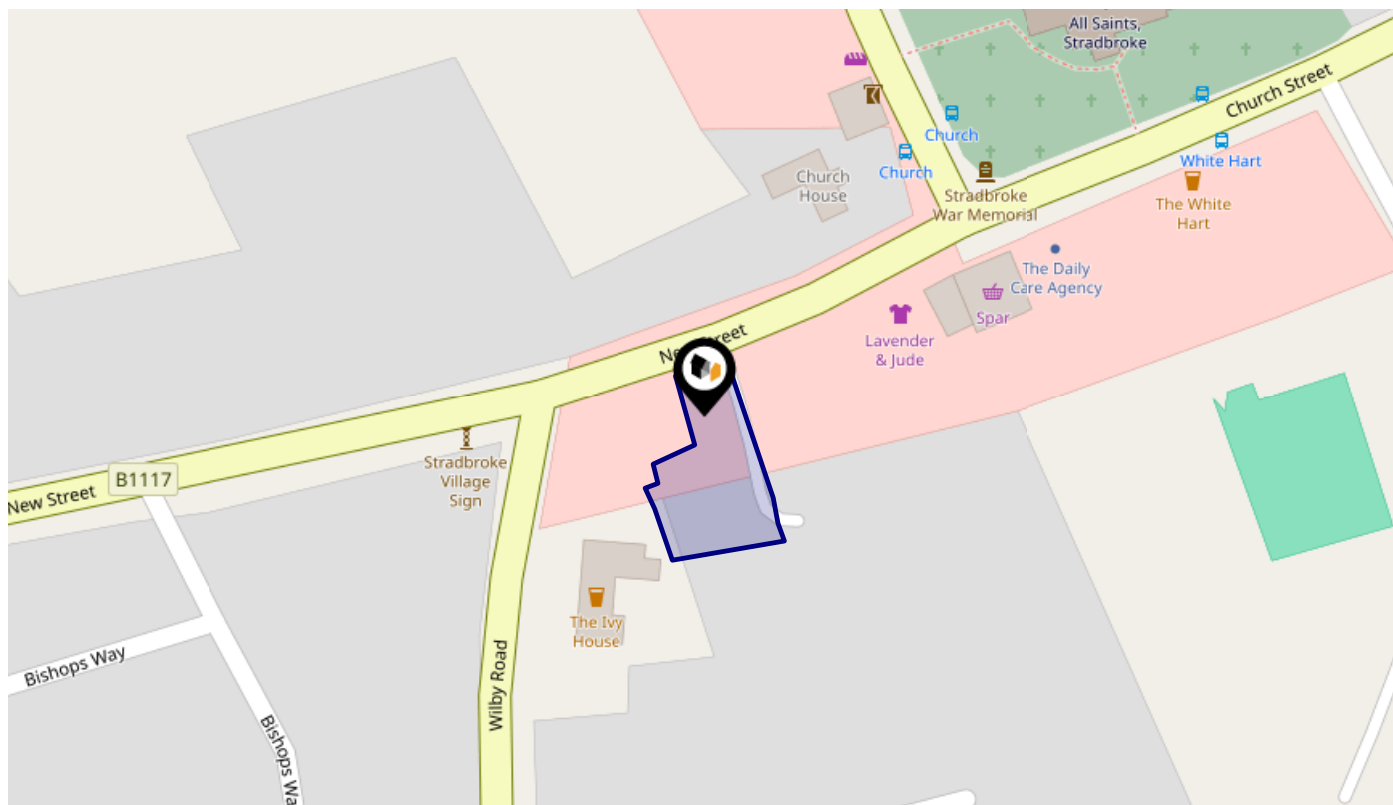 All Saints,
Stradbroke
Church Street
Church
Church
White Hart
Church
House
Stradbroke
War Memorial
The White
Hart
The Daily
Care Agency
Spar
Lavender
& Jude
New Street
B1117
New Street
Stradbroke
Village
Sign
The Ivy
House
Wilby Road
Bishops Way
Bishops Wa